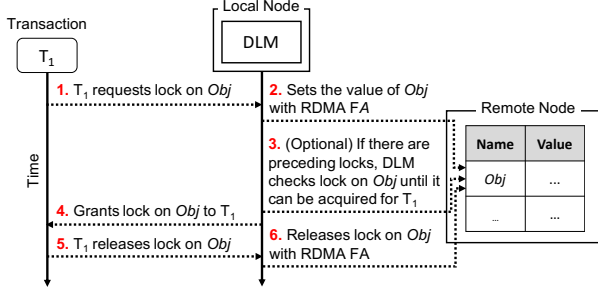 Transaction
Local Node
T1
DLM
1. T1 requests lock on Obj
2. Sets the value of Obj
with RDMA FA
Remote Node
Name Value
Obj ...
... ...
3. (Optional) If there are
preceding locks, DLM
checks lock on Obj until it
can be acquired for T1
Time
4. Grants lock on Obj to T1
5. T1 releases lock on Obj
6. Releases lock on Obj
with RDMA FA